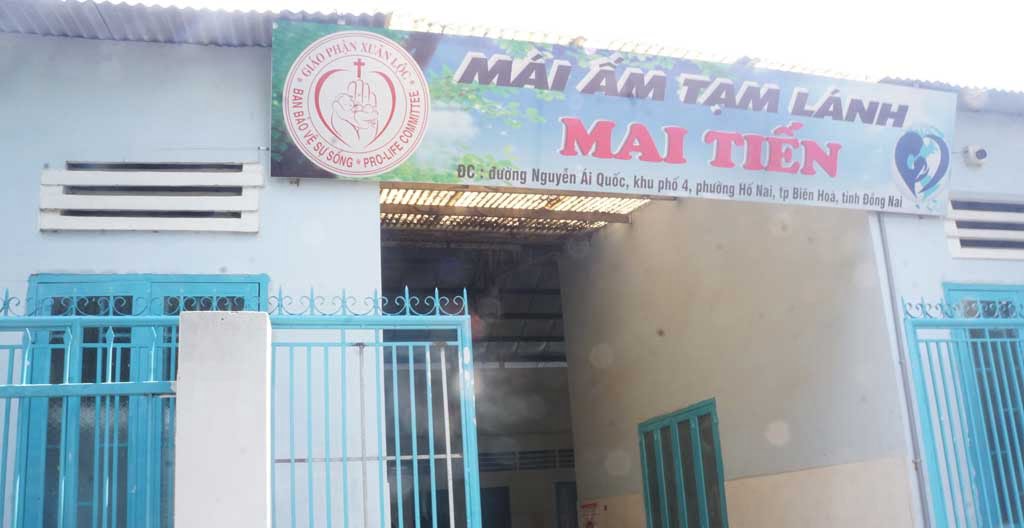 GIÁO PHẬN XUÂN LỘC
BAN BẢO VỆ SỰ SỐNG * PRO-LIFE COMMITTEE
MÁI ẤM TẠM LÁNH
MAI TIẾN
ĐC : đường Nguyễn Ái Quốc, khu phố 4, phường Hố Nai, tp Biên Hoà, tỉnh Đồng Nai